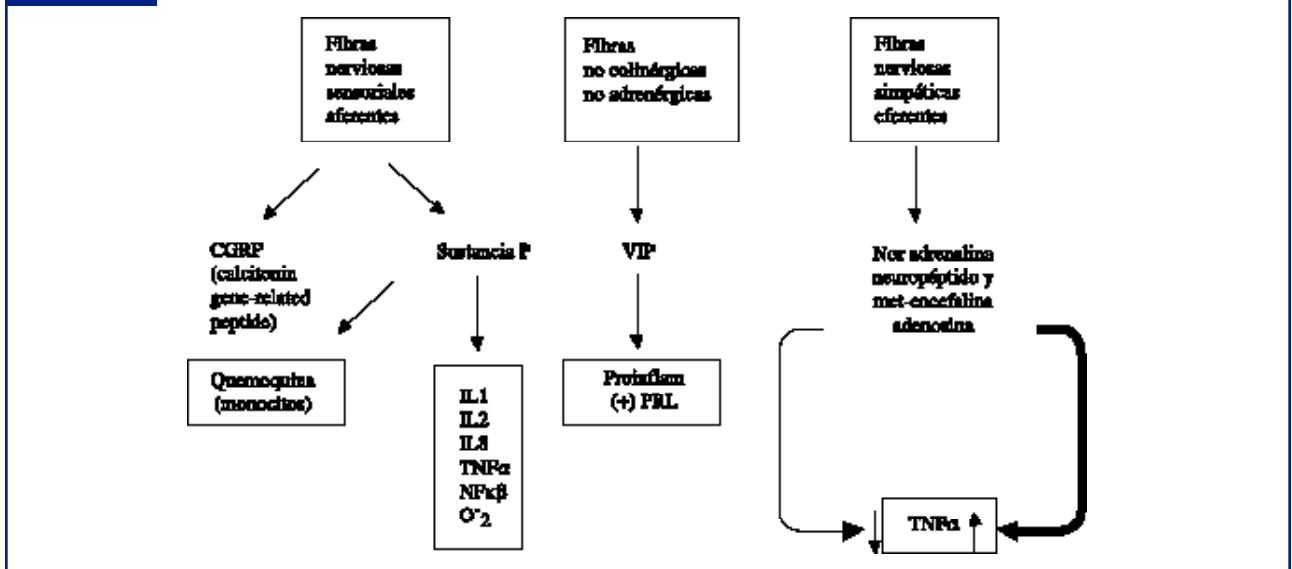 Fibras
nerviosas
sensoriales
aferentes
Fibras
no colinérgicas
no adrenérgicas
Fibras
nerviosas
simpáticas
eferentes
CGRP
(calcitonin
gene-related
peptide)
Sustancia P
VIP
Nor adrenalina
neuropéptido y
met-encefalina
adenosina
Quemoquina
(monocitos)
IL1
IL2
IL8
TNFα
NFκβ
O⁻2
Proinflam
(+) PRL
TNFα